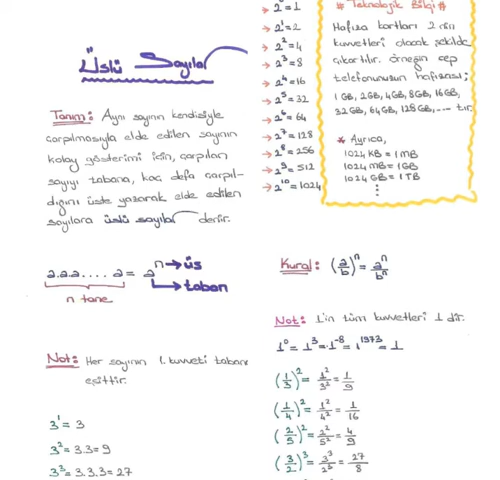 Üslü Sayılar
Tanım: Aynı sayının kendisiyle
çarpılmasıyla elde edilen sayının
kolay gösterimi için, çarpılan
sayıyı tabana, kaç defa çarpıl-
dığını üste yazarak elde edilen
sayılara üslü sayılar denir.
a.a.a.... a = aⁿ → üs
→ taban
n tane
Not: Her sayının 1. kuvveti tabana
eşittir.
3¹ = 3
3² = 3.3 = 9
3³ = 3.3.3 = 27
→ 2⁰ = 1
→ 2¹ = 2
→ 2² = 4
→ 2³ = 8
→ 2⁴ = 16
→ 2⁵ = 32
→ 2⁶ = 64
→ 2⁷ = 128
→ 2⁸ = 256
→ 2⁹ = 512
→ 2¹⁰ = 1024
# Teknolojik Bilgi #
Hafıza kartları 2 nin
kuvvetleri olacak şekilde
çıkartılır. Örneğin cep
telefonunuzun hafızası;
1 GB, 2GB, 4GB, 8GB, 16GB,
32GB, 64GB, 128GB, .... tır.
* Ayrıca,
1024 KB = 1 MB
1024 MB = 1 GB
1024 GB = 1 TB
⋮
Kural: (a/b)ⁿ = aⁿ/bⁿ
Not: 1'in tüm kuvvetleri 1 dir.
1⁰ = 1³ = 1⁻⁸ = 1¹⁹⁷³ = 1
(1/3)² = 1²/3² = 1/9
(1/4)² = 1²/4² = 1/16
(2/5)² = 2²/5² = 4/9
(3/2)³ = 3³/2³ = 27/8